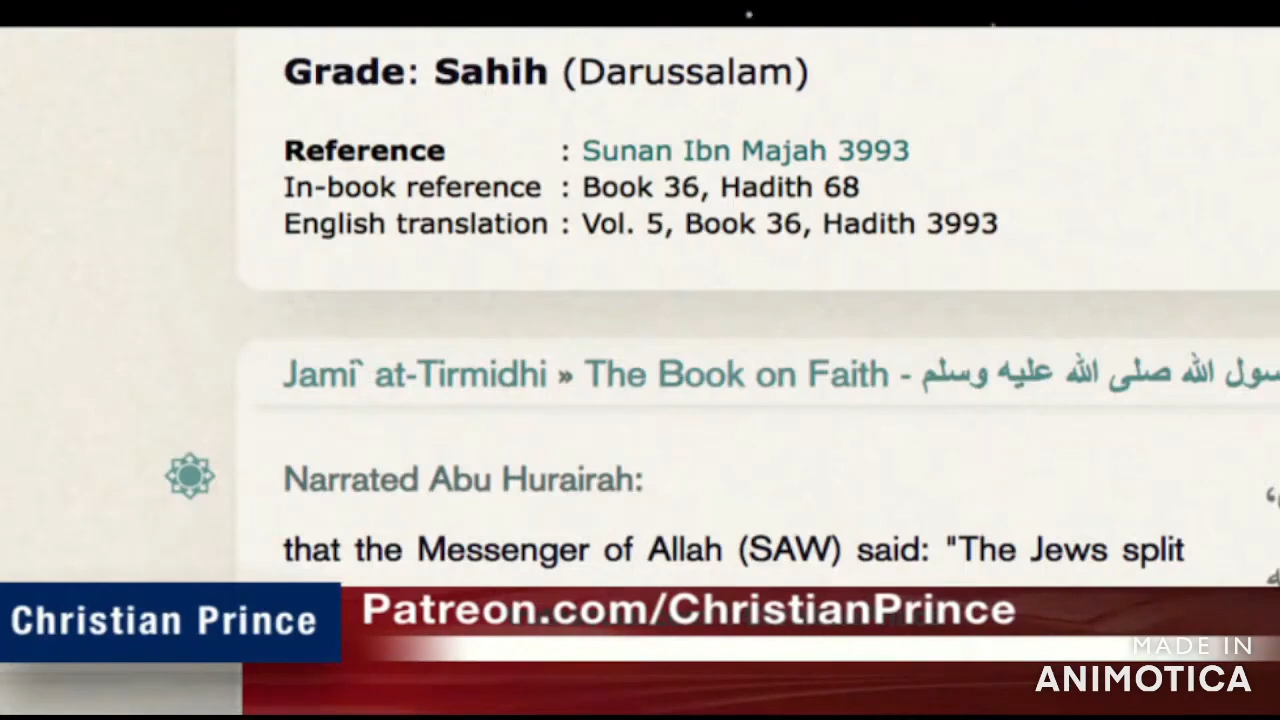 Grade: Sahih (Darussalam)
Reference : Sunan Ibn Majah 3993
In-book reference : Book 36, Hadith 68
English translation : Vol. 5, Book 36, Hadith 3993
Jami` at-Tirmidhi » The Book on Faith - سول الله صلى الله عليه وسلم
Narrated Abu Hurairah:
that the Messenger of Allah (SAW) said: "The Jews split
Christian Prince
Patreon.com/ChristianPrince
MADE IN
ANIMOTICA